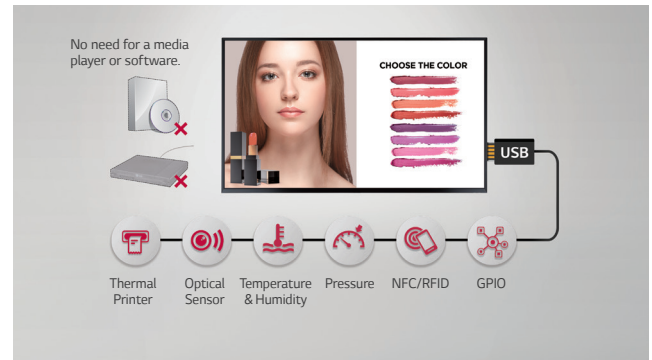 No need for a media
player or software.
CHOOSE THE COLOR
USB
Thermal
Printer
Optical
Sensor
Temperature
& Humidity
Pressure
NFC/RFID
GPIO